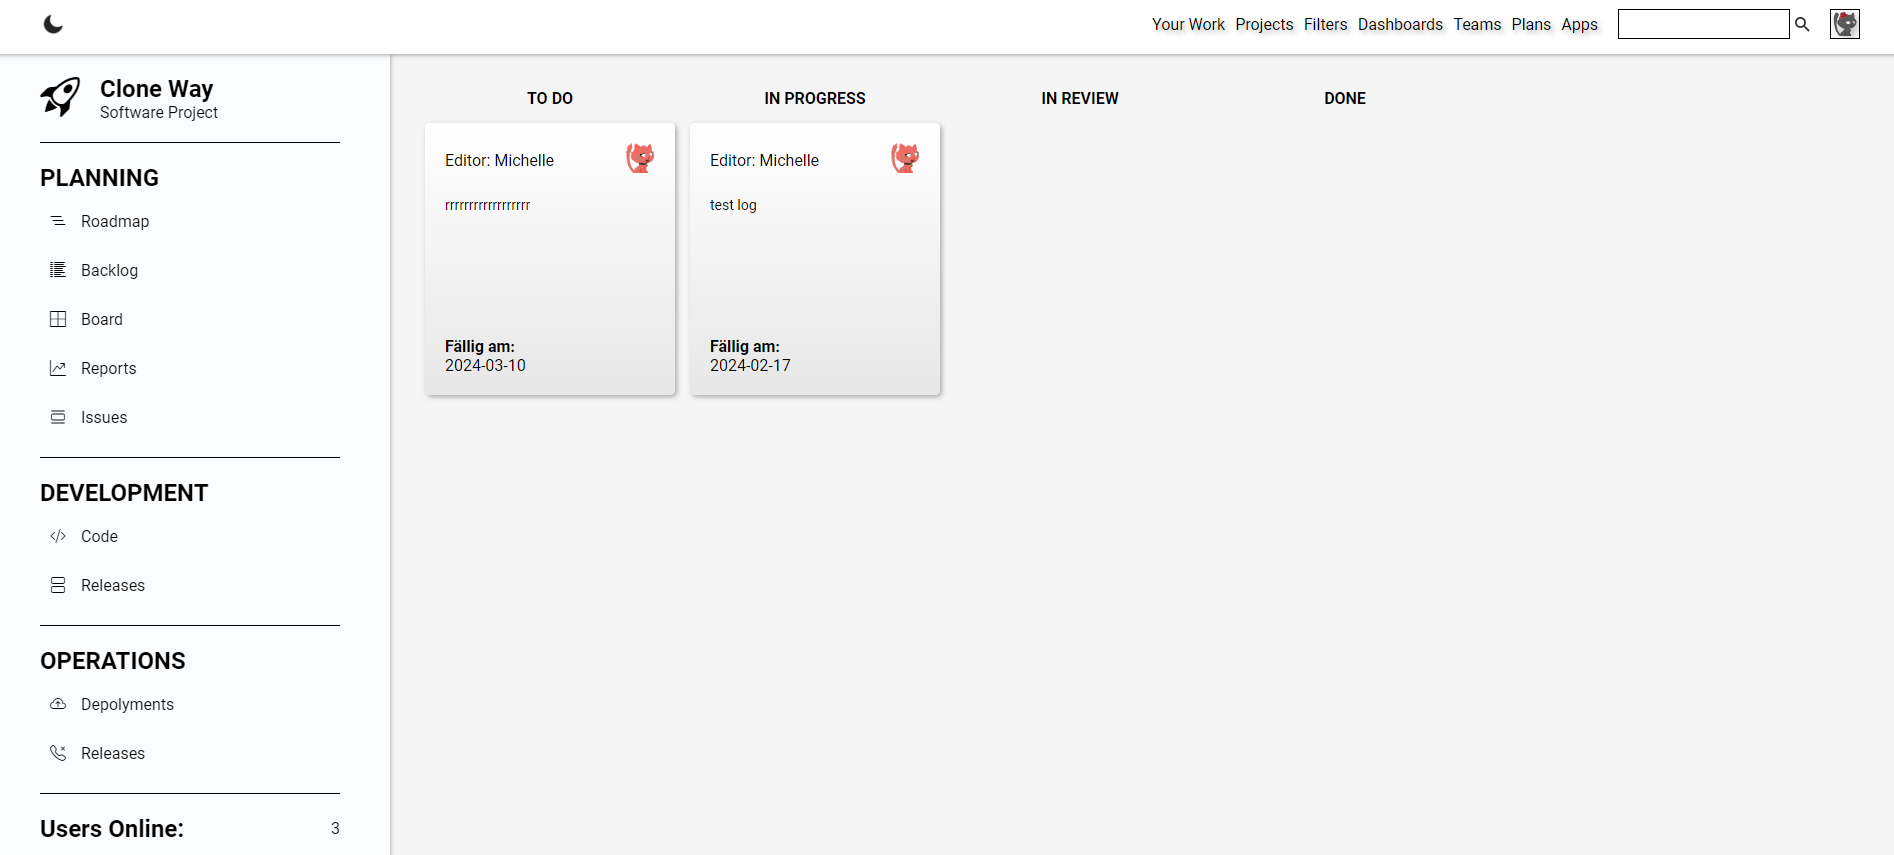 Your Work Projects Filters Dashboards Teams Plans Apps
Clone Way
Software Project
PLANNING
Roadmap
Backlog
Board
Reports
Issues
DEVELOPMENT
Code
Releases
OPERATIONS
Depolyments
Releases
Users Online: 3
TO DO
IN PROGRESS
IN REVIEW
DONE
Editor: Michelle
rrrrrrrrrrrrrrrrrr
Fällig am:
2024-03-10
Editor: Michelle
test log
Fällig am:
2024-02-17